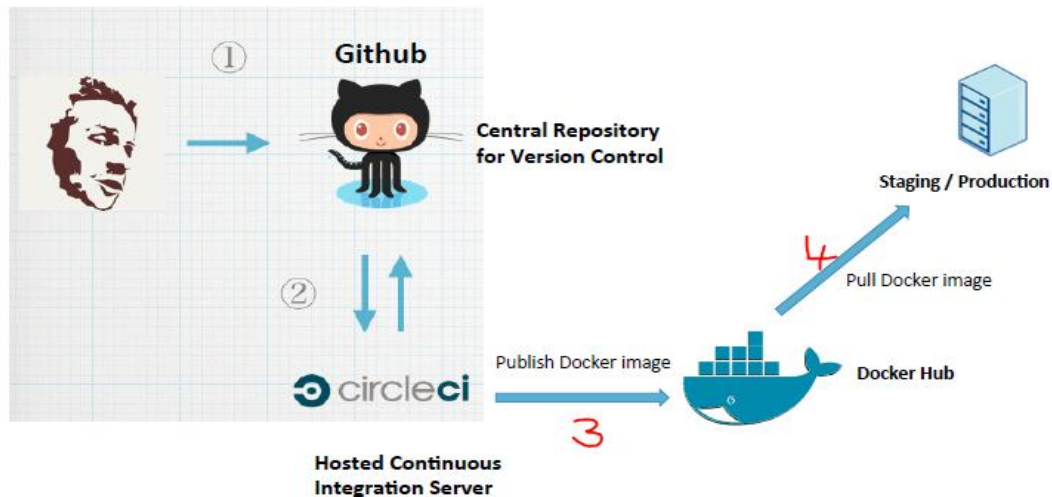 ①
Github
Central Repository
for Version Control
Staging / Production
4
Pull Docker image
②
Publish Docker image
Docker Hub
circleci
3
Hosted Continuous
Integration Server